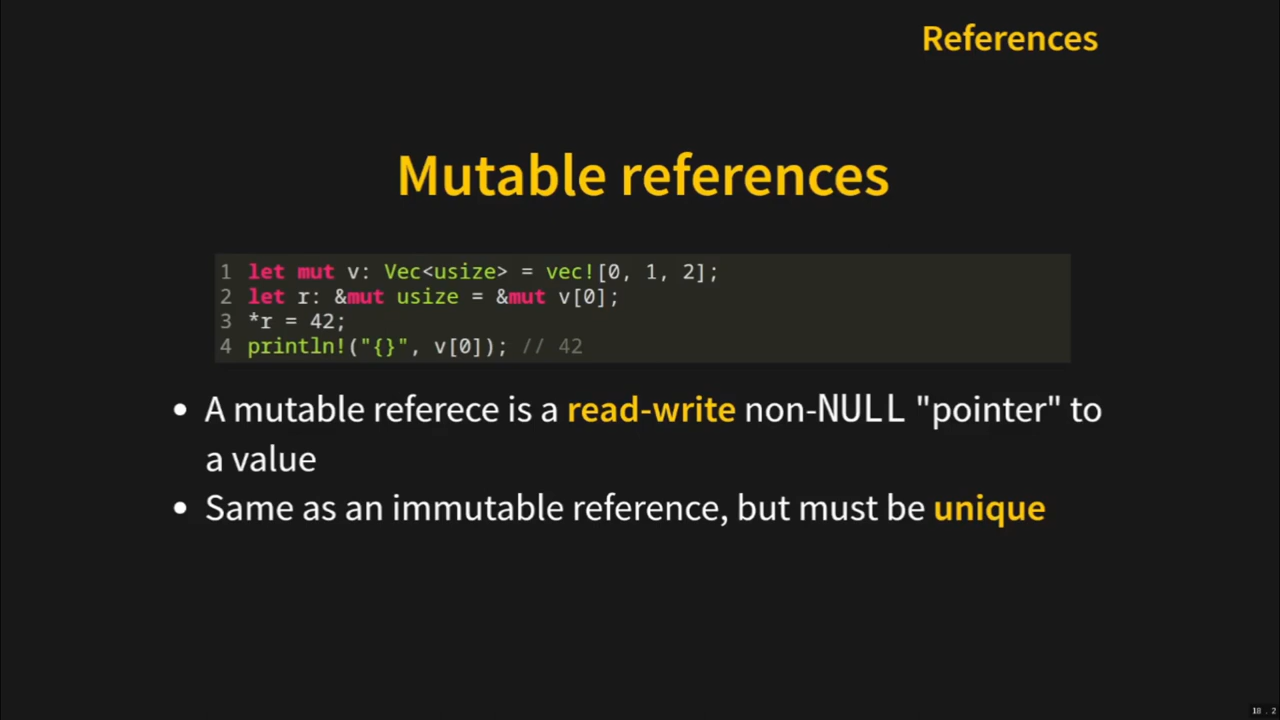 References
Mutable references
1 let mut v: Vec<usize> = vec![0, 1, 2];
2 let r: &mut usize = &mut v[0];
3 *r = 42;
4 println!("{}", v[0]); // 42
• A mutable referece is a read-write non-NULL "pointer" to
a value
• Same as an immutable reference, but must be unique
18 . 2